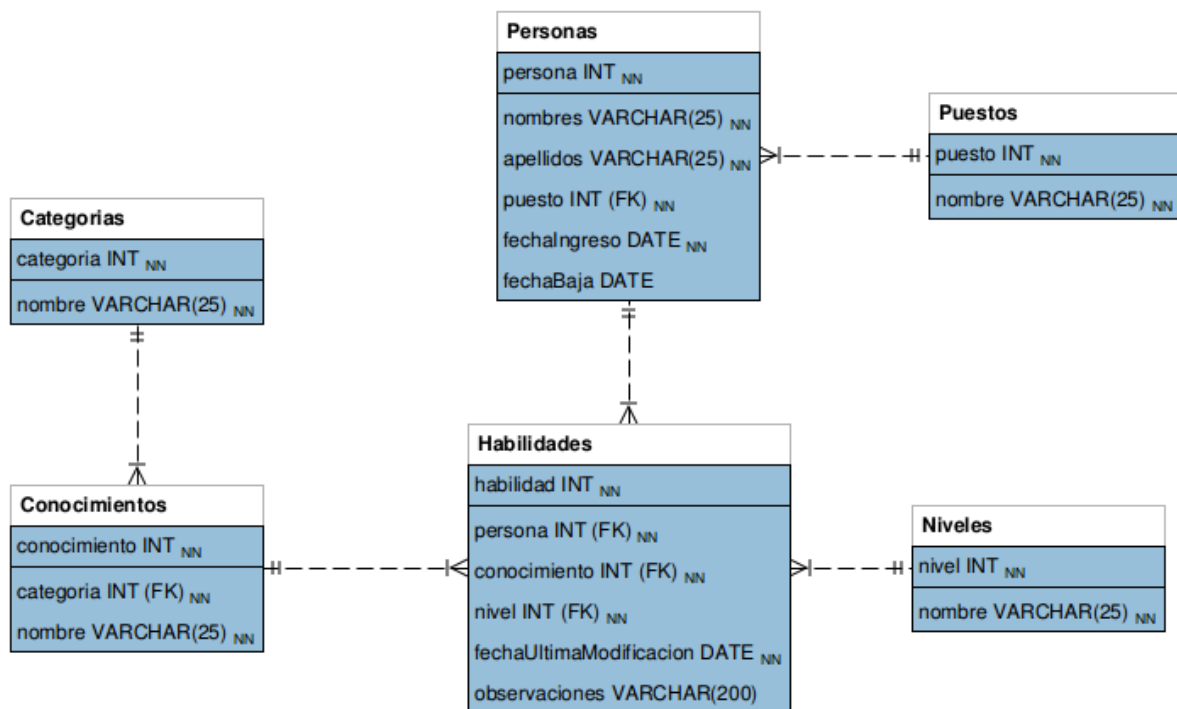 Personas
persona INT NN
nombres VARCHAR(25) NN
apellidos VARCHAR(25) NN
puesto INT (FK) NN
fechaIngreso DATE NN
fechaBaja DATE
Puestos
puesto INT NN
nombre VARCHAR(25) NN
Categorias
categoria INT NN
nombre VARCHAR(25) NN
Conocimientos
conocimiento INT NN
categoria INT (FK) NN
nombre VARCHAR(25) NN
Habilidades
habilidad INT NN
persona INT (FK) NN
conocimiento INT (FK) NN
nivel INT (FK) NN
fechaUltimaModificacion DATE NN
observaciones VARCHAR(200)
Niveles
nivel INT NN
nombre VARCHAR(25) NN